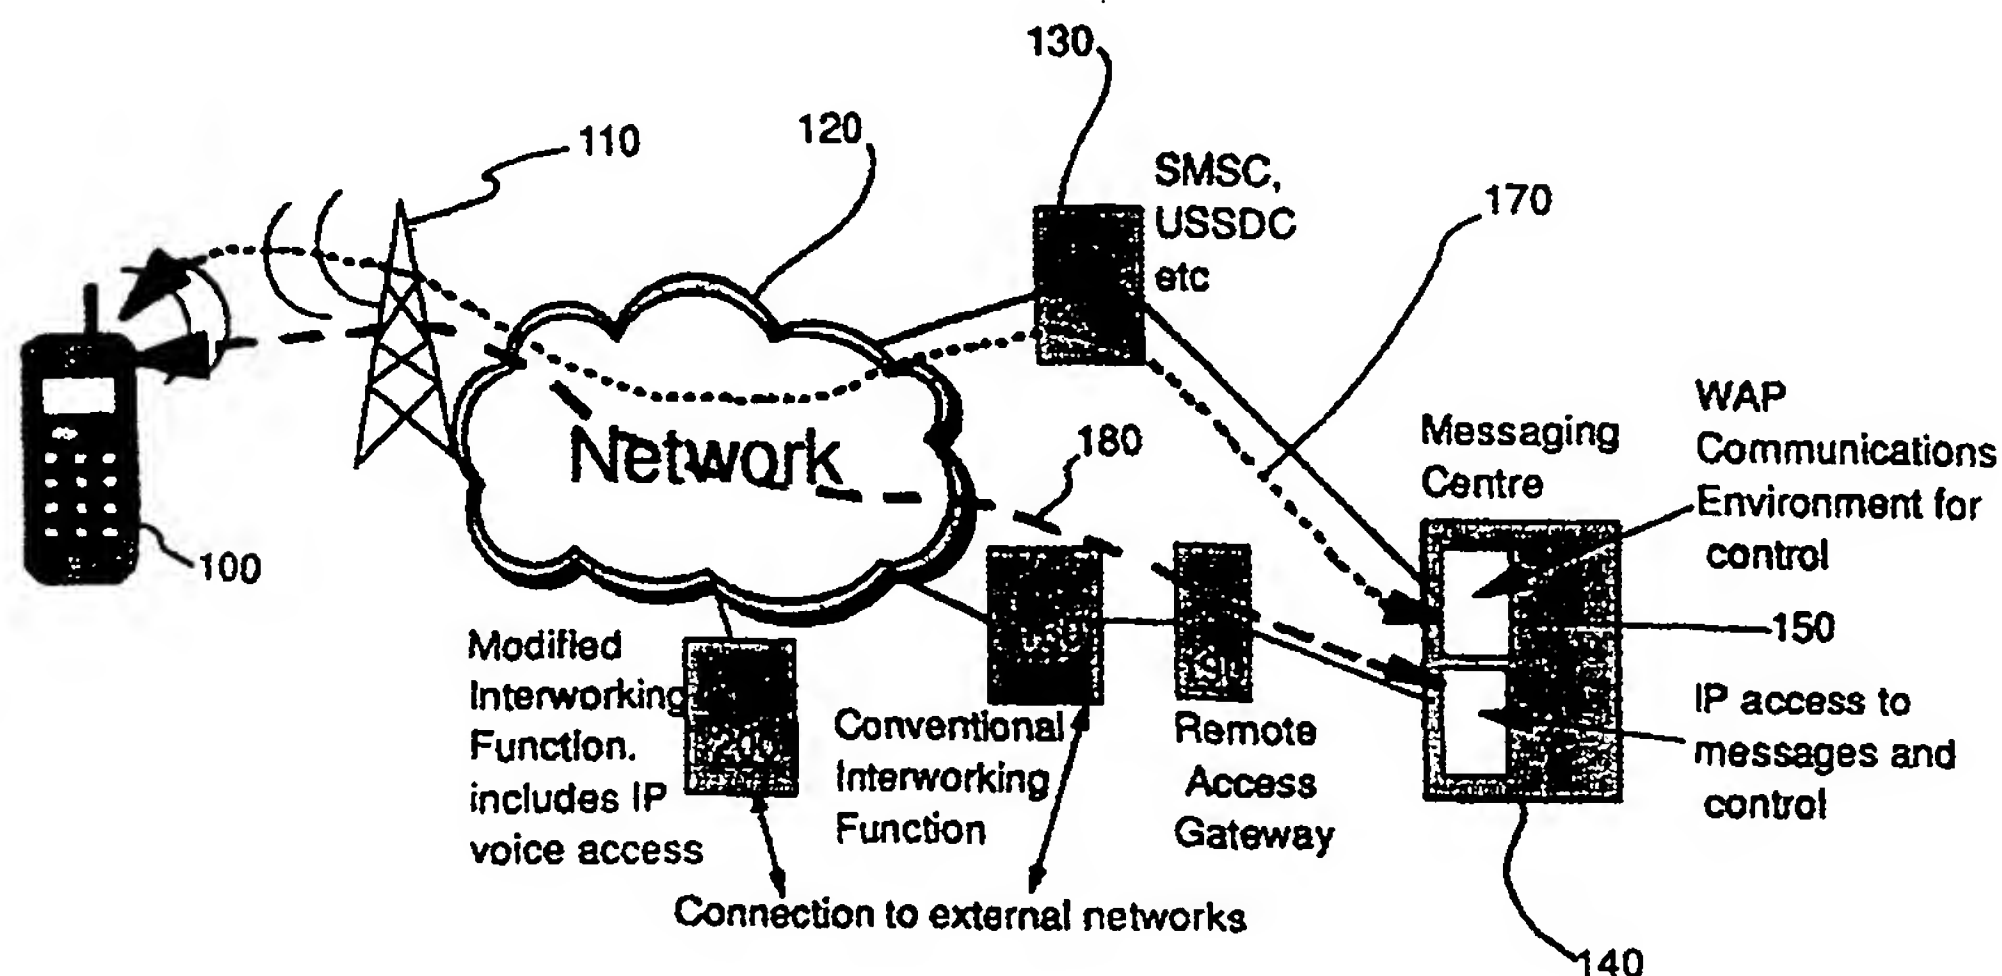 130
110
120
SMSC,
USSDC
etc
170
WAP
Communications
Environment for
control
Messaging
Centre
Network
180
100
150
190
200
Modified
Interworking
Function.
includes IP
voice access
Conventional
Interworking
Function
Remote
Access
Gateway
IP access to
messages and
control
Connection to external networks
140